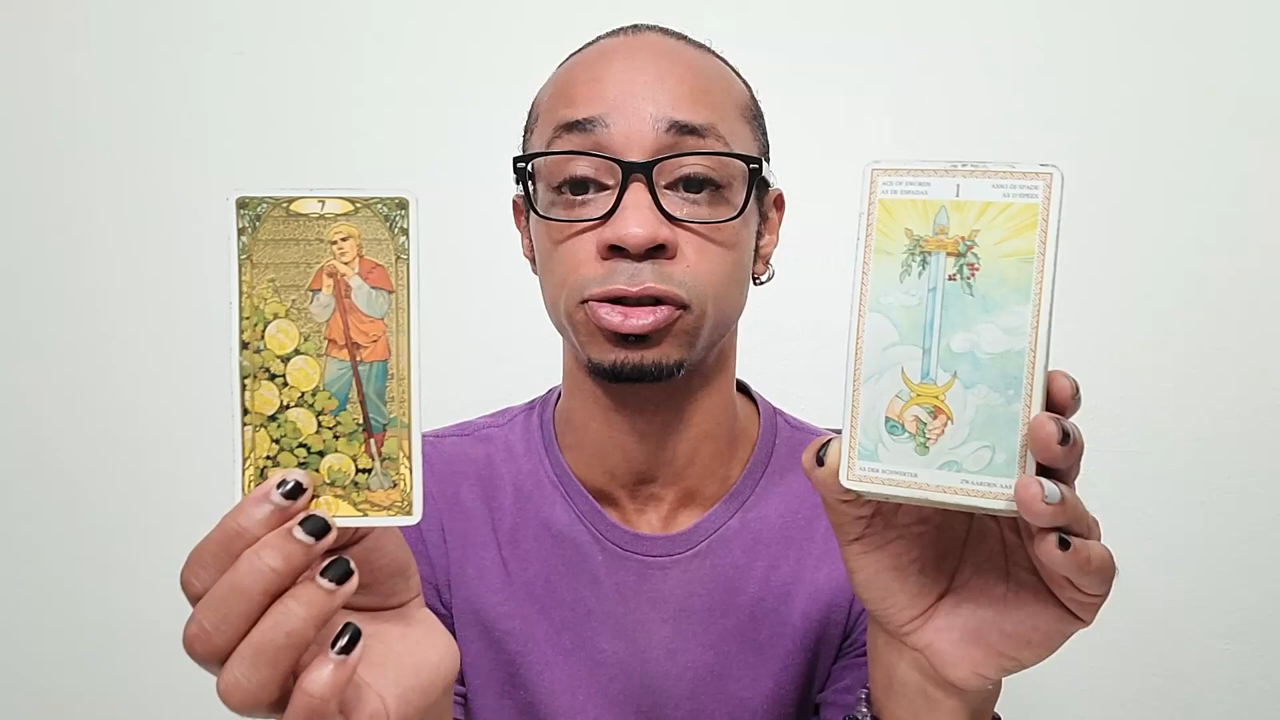 7
ACE OF SWORDS
AS DE ESPADAS
1
ASSO DI SPADE
AS D'ÉPÉES
AS DER SCHWERTER
ZWAARDEN AAS